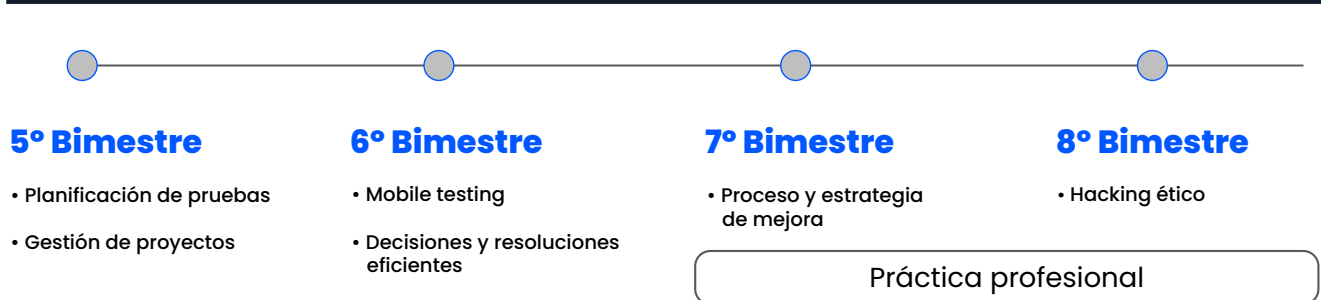 5º Bimestre
• Planificación de pruebas
• Gestión de proyectos
6º Bimestre
• Mobile testing
• Decisiones y resoluciones
eficientes
7º Bimestre
• Proceso y estrategia
de mejora
8º Bimestre
• Hacking ético
Práctica profesional